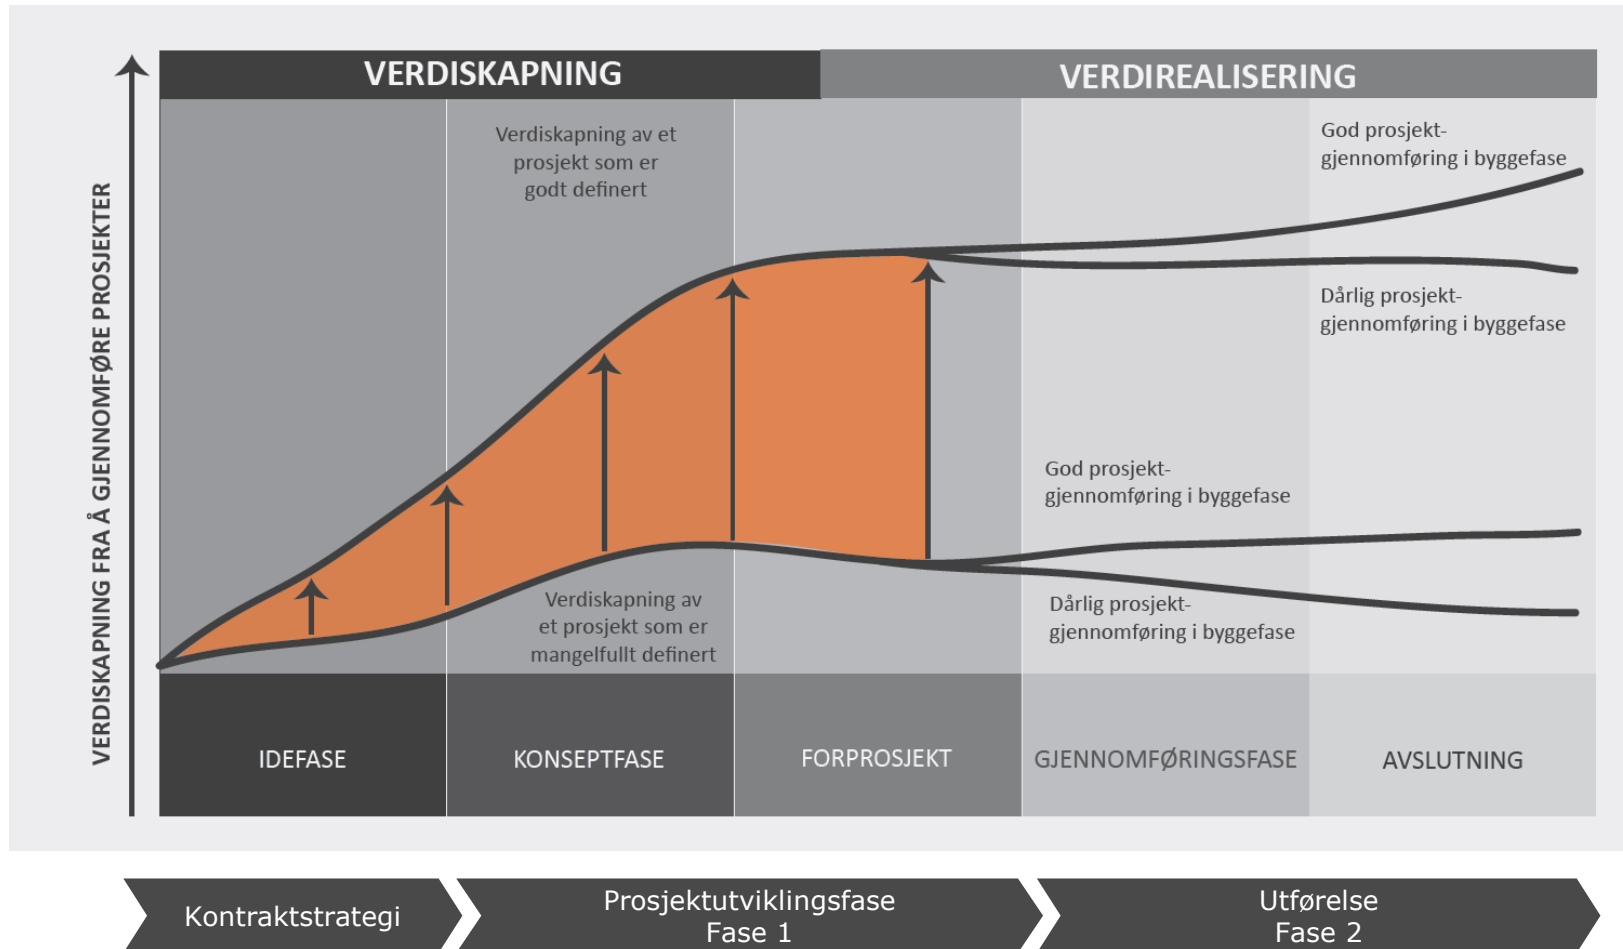 VERDISKAPNING
VERDIREALISERING
VERDISKAPNING FRA Å GJENNOMFØRE PROSJEKTER
Verdiskapning av et
prosjekt som er
godt definert
God prosjekt-
gjennomføring i byggefase
Dårlig prosjekt-
gjennomføring i byggefase
God prosjekt-
gjennomføring i byggefase
Verdiskapning av
et prosjekt som er
mangelfullt definert
Dårlig prosjekt-
gjennomføring i byggefase
IDEFASE
KONSEPTFASE
FORPROSJEKT
GJENNOMFØRINGSFASE
AVSLUTNING
Kontraktstrategi
Prosjektutviklingsfase
Fase 1
Utførelse
Fase 2